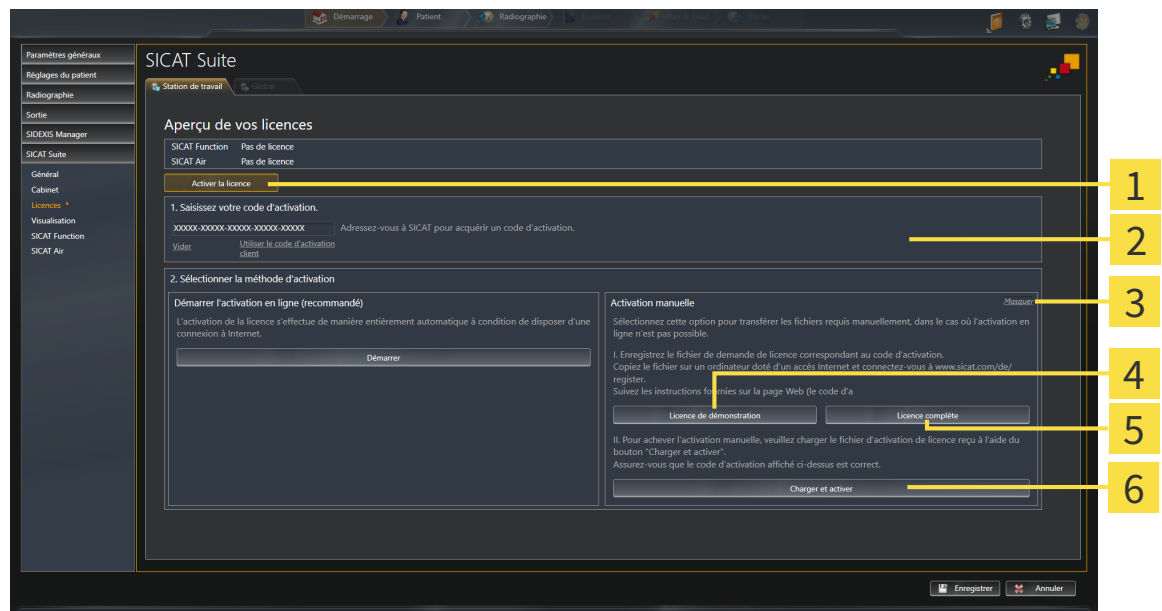 Démarrage
Patient
Radiographie
Paramètres généraux
Réglages du patient
Radiographie
Sortie
SIDEXIS Manager
SICAT Suite
Général
Cabinet
Licences *
Visualisation
SICAT Function
SICAT Air
SICAT Suite
Station de travail
Global
Aperçu de vos licences
SICAT Function Pas de licence
SICAT Air Pas de licence
Activer la licence
1. Saisissez votre code d'activation.
XXXXX-XXXXX-XXXXX-XXXXX-XXXXX Adressez-vous à SICAT pour acquérir un code d'activation.
Vider
Utiliser le code d'activation
client
2. Sélectionner la méthode d'activation
Démarrer l'activation en ligne (recommandé)
L'activation de la licence s'effectue de manière entièrement automatique à condition de disposer d'une
connexion à Internet.
Démarrer
Activation manuelle
Masquer
Sélectionnez cette option pour transférer les fichiers requis manuellement, dans le cas où l'activation en
ligne n'est pas possible.
I. Enregistrez le fichier de demande de licence correspondant au code d'activation.
Copiez le fichier sur un ordinateur doté d'un accès Internet et connectez-vous à www.sicat.com/de/
register.
Suivez les instructions fournies sur la page Web (le code d'a
Licence de démonstration
Licence complète
II. Pour achever l'activation manuelle, veuillez charger le fichier d'activation de licence reçu à l'aide du
bouton "Charger et activer".
Assurez-vous que le code d'activation affiché ci-dessus est correct.
Charger et activer
Enregistrer
Annuler
1
2
3
4
5
6